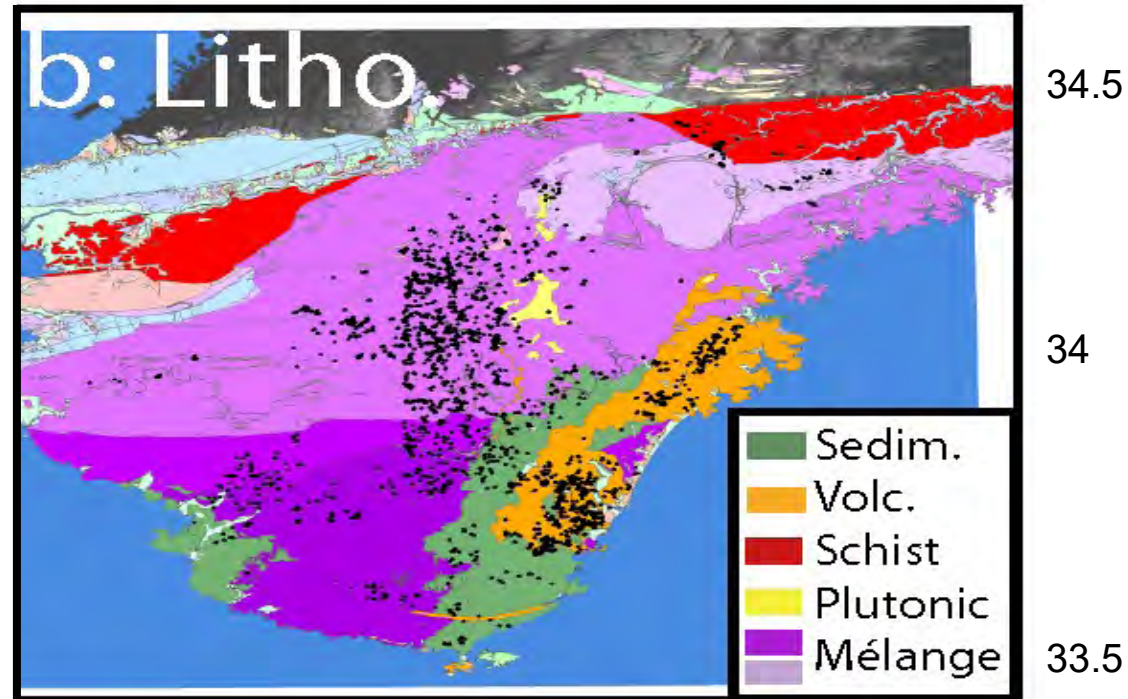 b: Litho.
34.5
34
Sedim.
Volc.
Schist
Plutonic
Mélange
33.5